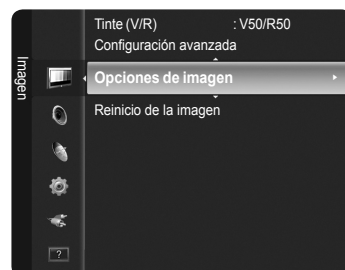 Imagen
Tinte (V/R) : V50/R50
Configuración avanzada
Opciones de imagen
Reinicio de la imagen
?